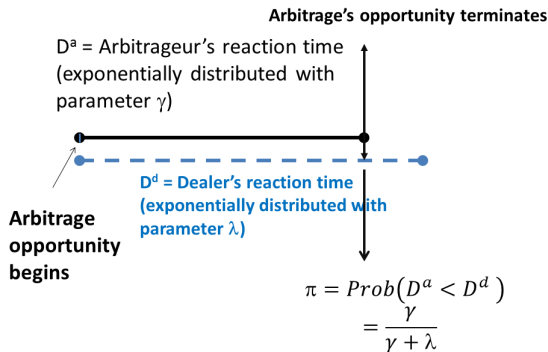 Arbitrage's opportunity terminates
Dᵃ = Arbitrageur's reaction time
(exponentially distributed with
parameter γ)
Dᵈ = Dealer's reaction time
(exponentially distributed with
parameter λ)
Arbitrage
opportunity
begins
π = Prob(Dᵃ < Dᵈ )
= γ / (γ + λ)